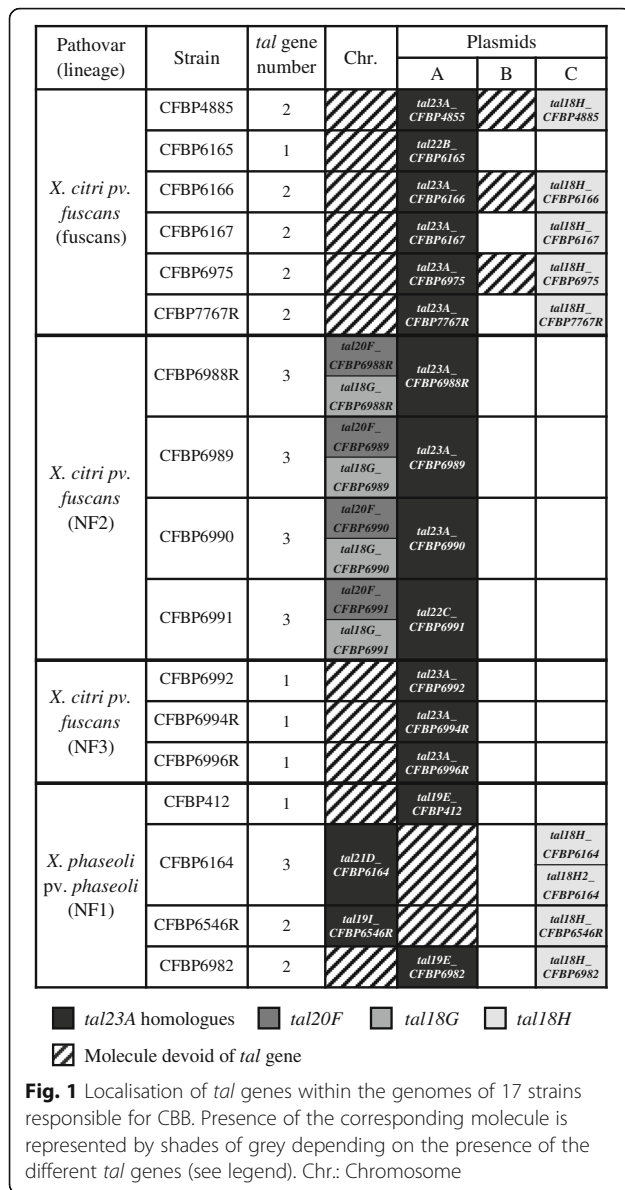 Pathovar
(lineage)
Strain
tal gene
number
Chr.
Plasmids
A
B
C
X. citri pv.
fuscans
(fuscans)
CFBP4885
2
tal23A_
CFBP4855
tal18H_
CFBP4885
CFBP6165
1
tal22B_
CFBP6165
CFBP6166
2
tal23A_
CFBP6166
tal18H_
CFBP6166
CFBP6167
2
tal23A_
CFBP6167
tal18H_
CFBP6167
CFBP6975
2
tal23A_
CFBP6975
tal18H_
CFBP6975
CFBP7767R
2
tal23A_
CFBP7767R
tal18H_
CFBP7767R
X. citri pv.
fuscans
(NF2)
CFBP6988R
3
tal20F_
CFBP6988R
tal18G_
CFBP6988R
tal23A_
CFBP6988R
CFBP6989
3
tal20F_
CFBP6989
tal18G_
CFBP6989
tal23A_
CFBP6989
CFBP6990
3
tal20F_
CFBP6990
tal18G_
CFBP6990
tal23A_
CFBP6990
CFBP6991
3
tal20F_
CFBP6991
tal18G_
CFBP6991
tal22C_
CFBP6991
X. citri pv.
fuscans
(NF3)
CFBP6992
1
tal23A_
CFBP6992
CFBP6994R
1
tal23A_
CFBP6994R
CFBP6996R
1
tal23A_
CFBP6996R
X. phaseoli
pv. phaseoli
(NF1)
CFBP412
1
tal19E_
CFBP412
CFBP6164
3
tal21D_
CFBP6164
tal18H_
CFBP6164
tal18H2_
CFBP6164
CFBP6546R
2
tal19I_
CFBP6546R
tal18H_
CFBP6546R
CFBP6982
2
tal19E_
CFBP6982
tal18H_
CFBP6982
tal23A homologues tal20F tal18G tal18H
Molecule devoid of tal gene
Fig. 1 Localisation of tal genes within the genomes of 17 strains
responsible for CBB. Presence of the corresponding molecule is
represented by shades of grey depending on the presence of the
different tal genes (see legend). Chr.: Chromosome